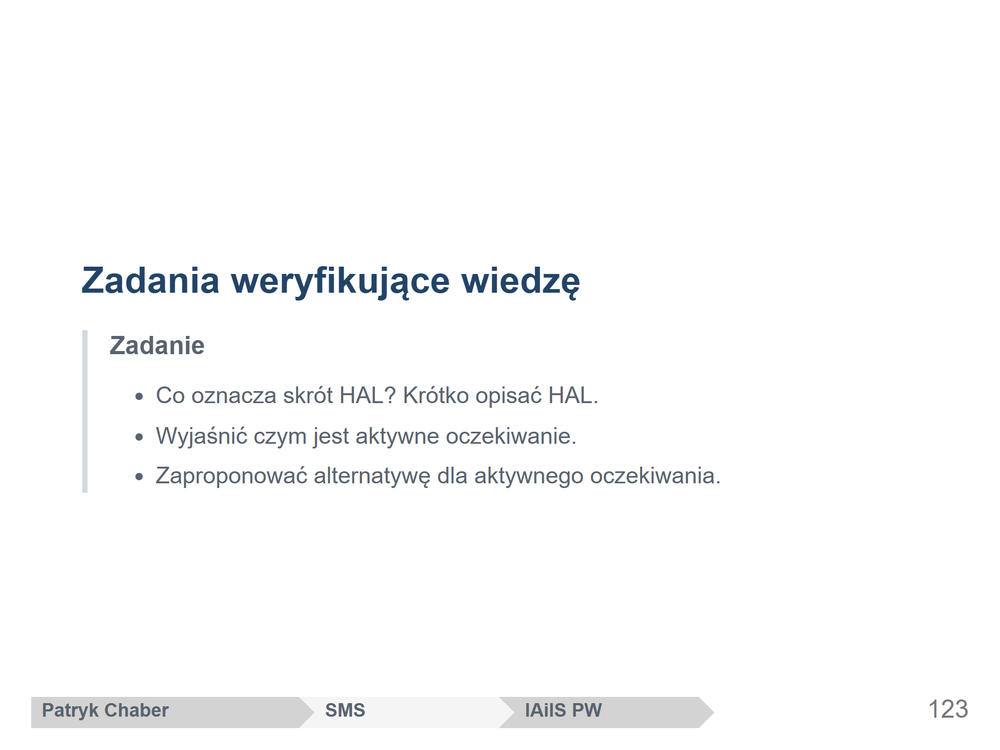 Zadania weryfikujące wiedzę
Zadanie
• Co oznacza skrót HAL? Krótko opisać HAL.
• Wyjaśnić czym jest aktywne oczekiwanie.
• Zaproponować alternatywę dla aktywnego oczekiwania.
Patryk Chaber SMS IAiIS PW 123